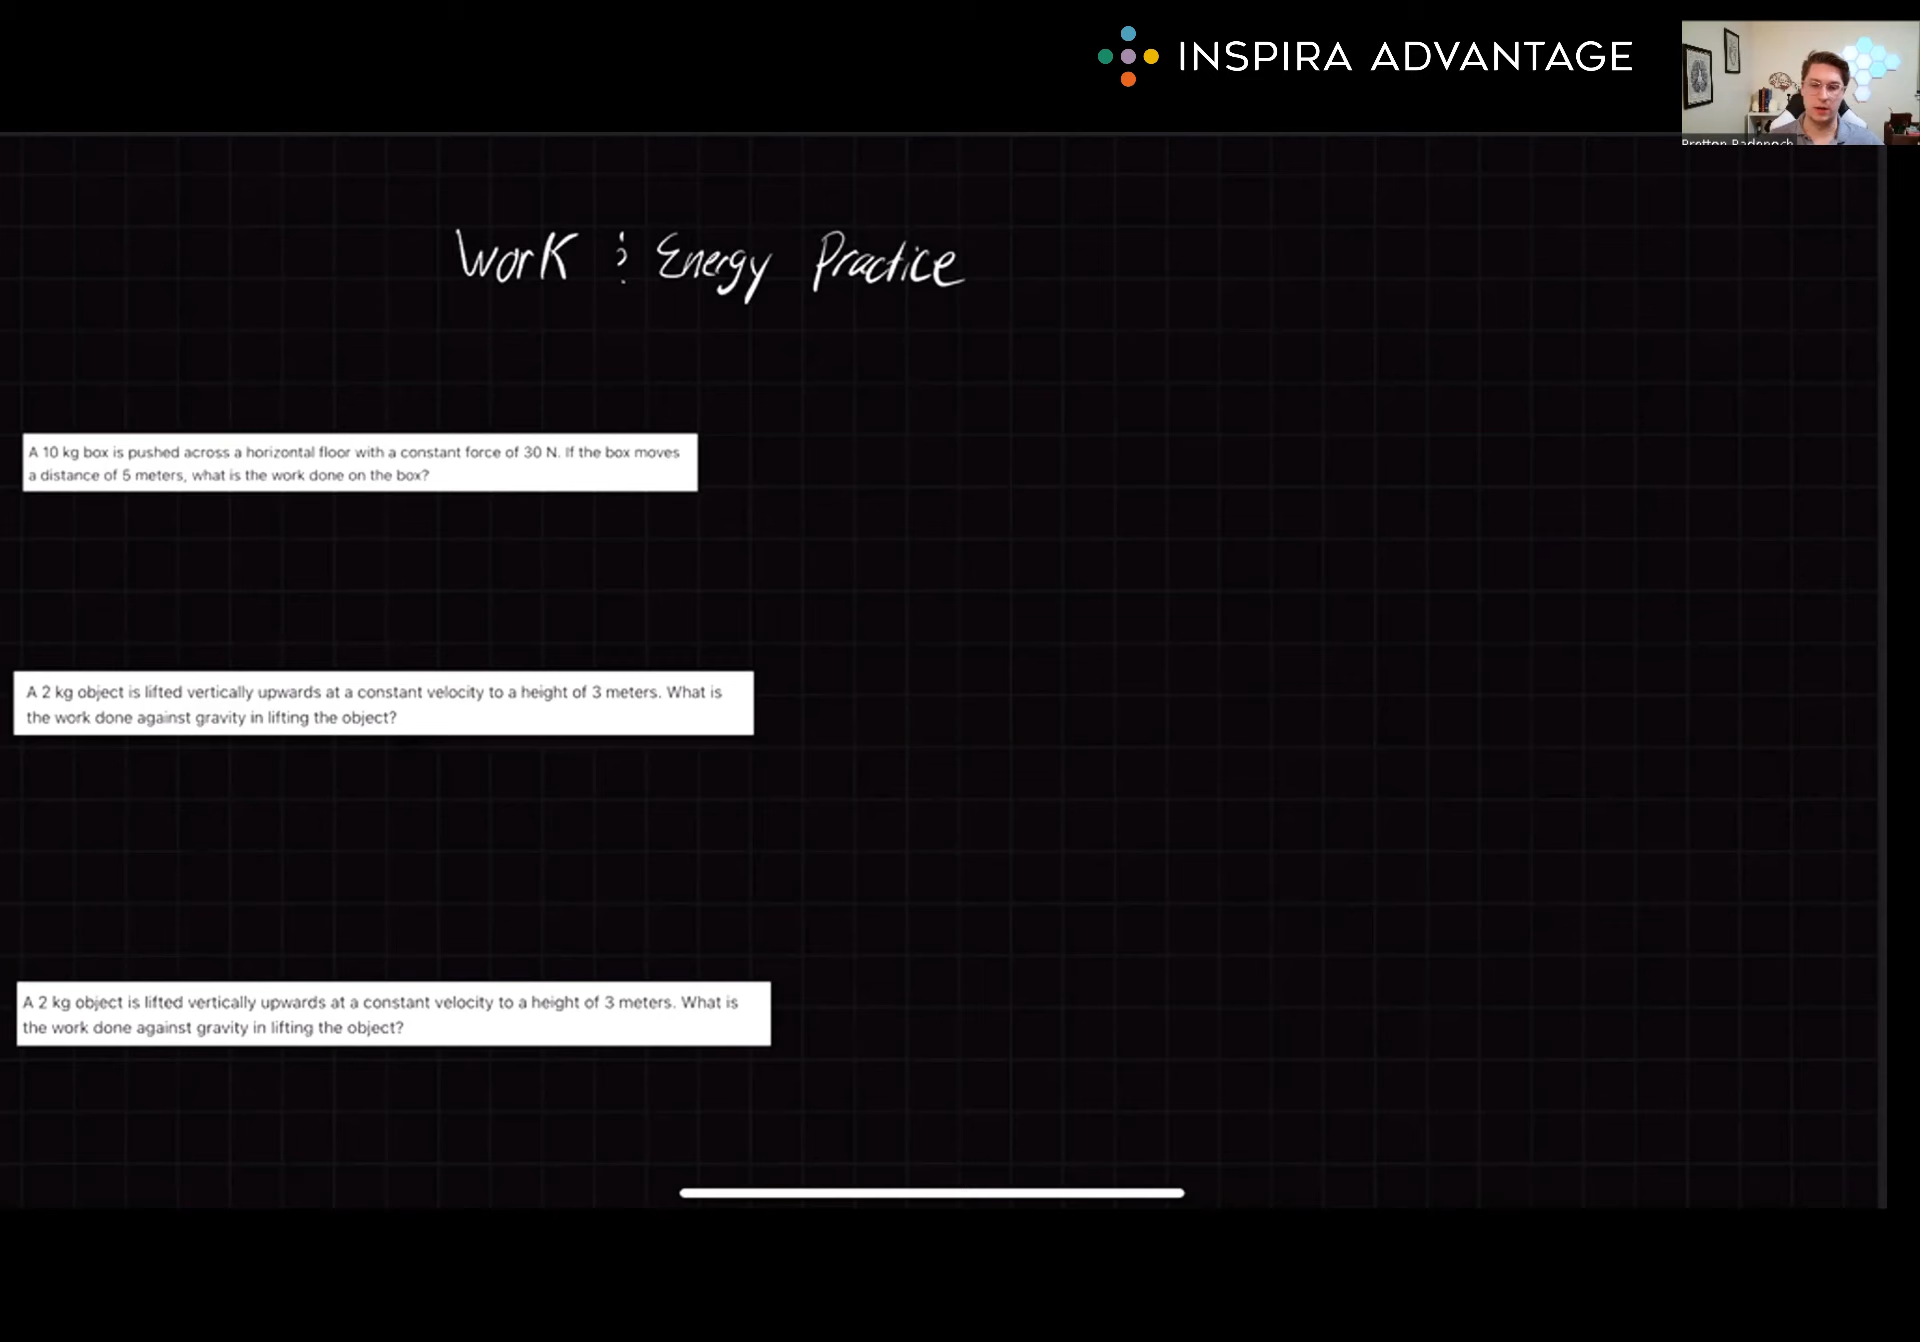 INSPIRA ADVANTAGE
Work & Energy Practice
A 10 kg box is pushed across a horizontal floor with a constant force of 30 N. If the box moves
a distance of 5 meters, what is the work done on the box?
A 2 kg object is lifted vertically upwards at a constant velocity to a height of 3 meters. What is
the work done against gravity in lifting the object?
A 2 kg object is lifted vertically upwards at a constant velocity to a height of 3 meters. What is
the work done against gravity in lifting the object?